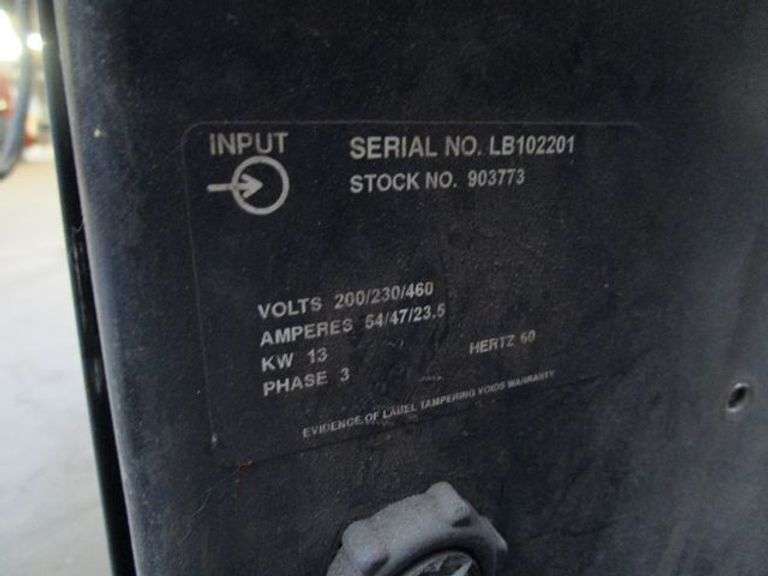 INPUT
SERIAL NO. LB102201
STOCK NO. 903773
VOLTS 200/230/460
AMPERES 54/47/23.5
KW 13
HERTZ 60
PHASE 3
EVIDENCE OF LABEL TAMPERING VOIDS WARRANTY